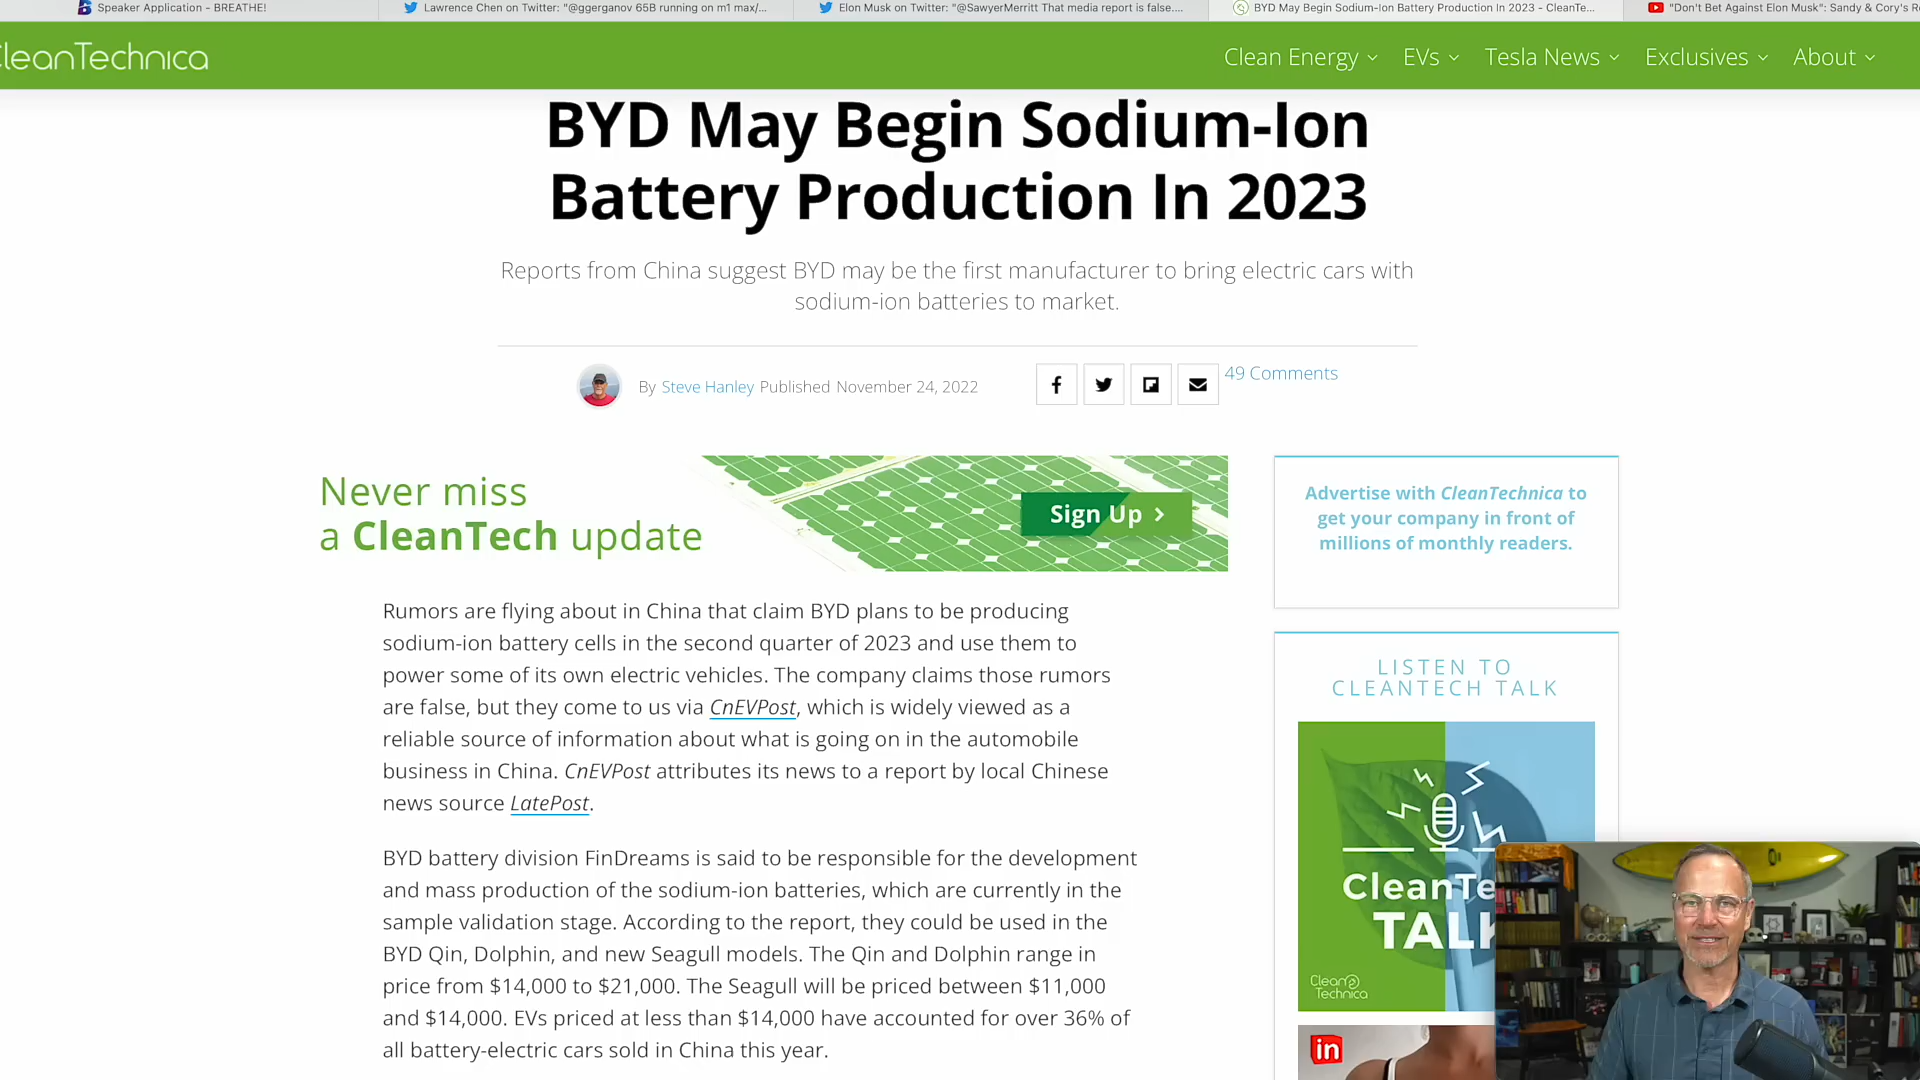 Speaker Application - BREATHE!
Lawrence Chen on Twitter: "@ggerganov 65B running on m1 max/...
Elon Musk on Twitter: "@SawyerMerritt That media report is false....
BYD May Begin Sodium-Ion Battery Production In 2023 - CleanTe...
"Don't Bet Against Elon Musk": Sandy & Cory's R
CleanTechnica
Clean Energy
EVs
Tesla News
Exclusives
About
BYD May Begin Sodium-Ion
Battery Production In 2023
Reports from China suggest BYD may be the first manufacturer to bring electric cars with
sodium-ion batteries to market.
By Steve Hanley Published November 24, 2022
49 Comments
Never miss
a CleanTech update
Sign Up >
Advertise with CleanTechnica to
get your company in front of
millions of monthly readers.
LISTEN TO
CLEANTECH TALK
Rumors are flying about in China that claim BYD plans to be producing
sodium-ion battery cells in the second quarter of 2023 and use them to
power some of its own electric vehicles. The company claims those rumors
are false, but they come to us via CnEVPost, which is widely viewed as a
reliable source of information about what is going on in the automobile
business in China. CnEVPost attributes its news to a report by local Chinese
news source LatePost.
BYD battery division FinDreams is said to be responsible for the development
and mass production of the sodium-ion batteries, which are currently in the
sample validation stage. According to the report, they could be used in the
BYD Qin, Dolphin, and new Seagull models. The Qin and Dolphin range in
price from $14,000 to $21,000. The Seagull will be priced between $11,000
and $14,000. EVs priced at less than $14,000 have accounted for over 36% of
all battery-electric cars sold in China this year.
CleanTe
TALK
Clean
Technica
in